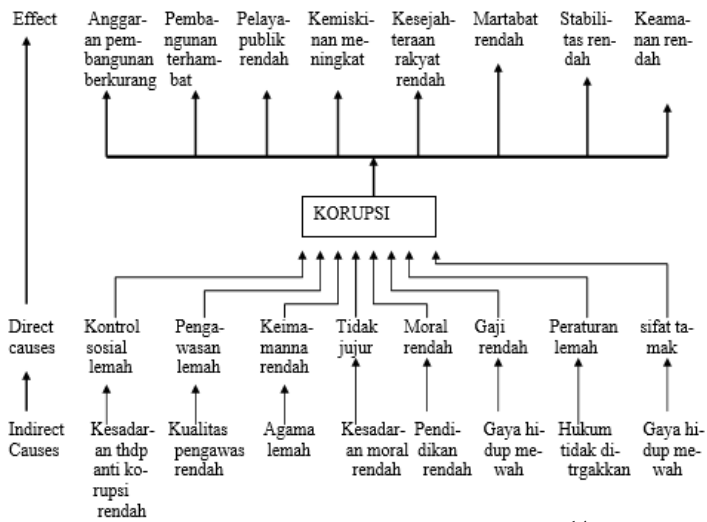 Effect
Anggar-
an pem-
bangunan
berkurang
Pemba-
ngunan
terham-
bat
Pelaya-
publik
rendah
Kemiski-
nan me-
ningkat
Kesejah-
teraan
rakyat
rendah
Martabat
rendah
Stabili-
tas ren-
dah
Keama-
nan ren-
dah
KORUPSI
Direct
causes
Kontrol
sosial
lemah
Penga-
wasan
lemah
Keima-
manna
rendah
Tidak
jujur
Moral
rendah
Gaji
rendah
Peraturan
lemah
sifat ta-
mak
Indirect
Causes
Kesadar-
an thdp
anti ko-
rupsi
rendah
Kualitas
pengawas
rendah
Agama
lemah
Kesadar-
an moral
rendah
Pendi-
dikan
rendah
Gaya hi-
dup me-
wah
Hukum
tidak di-
trgakkan
Gaya hi-
dup me-
wah